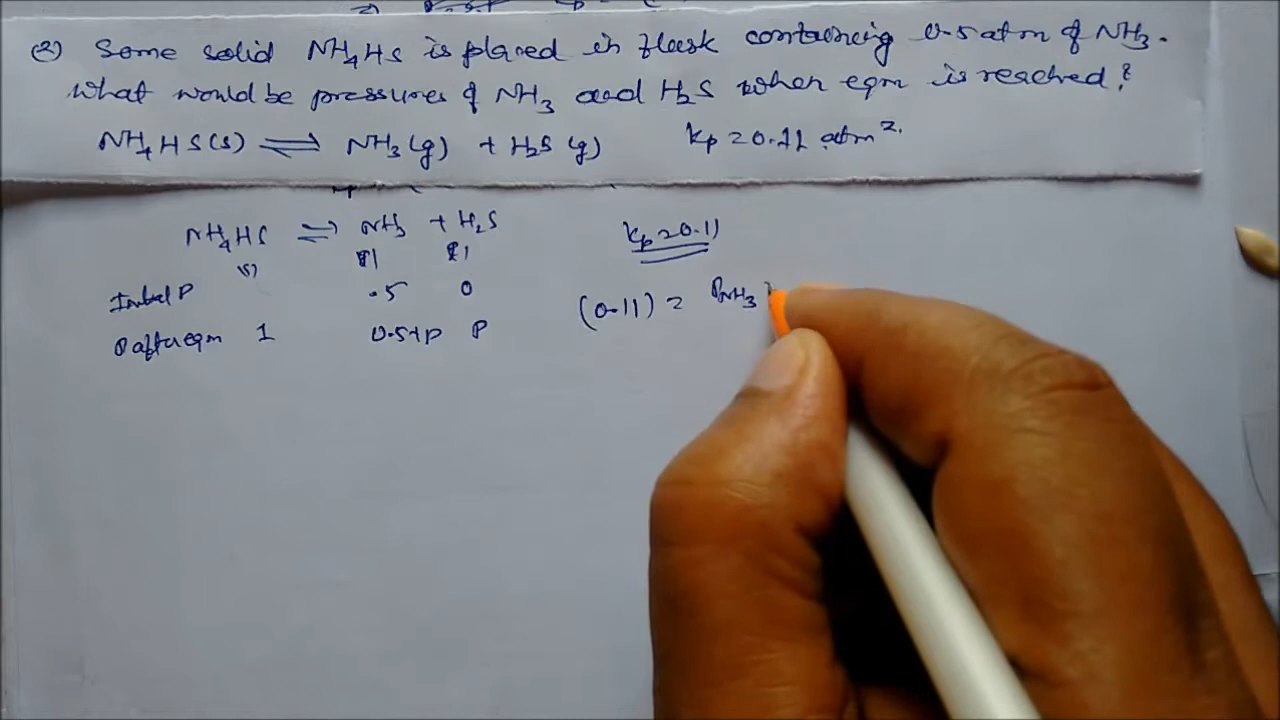 (2) Some solid NH4HS is placed in flask containing 0.5 atm of NH3.
What would be pressures of NH3 and H2S when eqm is reached?
NH4HS(s) ⇌ NH3(g) + H2S(g) kp = 0.11 atm2.
NH4HS ⇌ NH3 + H2S kp = 0.11
(s) (g) (g)
Initial P .5 0
(0.11) = PNH3
P after eqm 1 0.5+p p